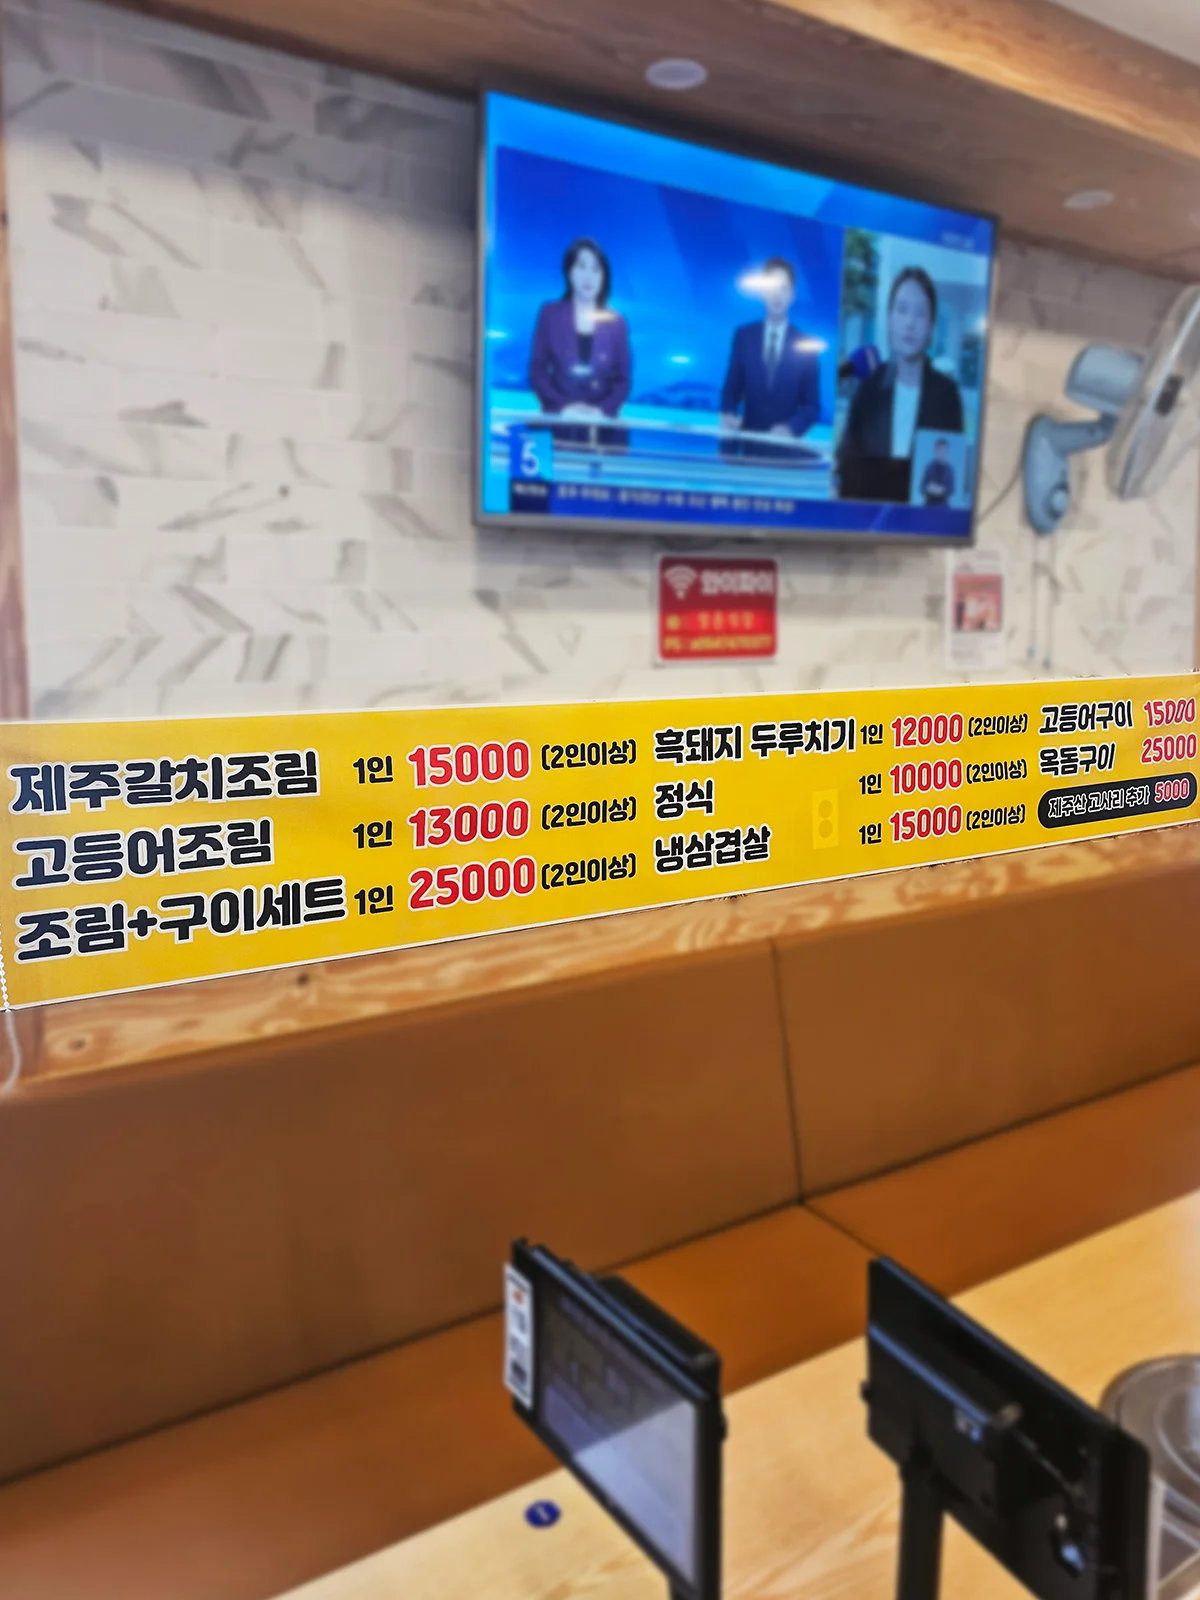 5
와이파이
제주갈치조림 1인 15000 (2인이상)
고등어조림 1인 13000 (2인이상)
조림+구이세트 1인 25000 (2인이상)
흑돼지 두루치기 1인 12000 (2인이상)
정식 1인 10000 (2인이상)
냉삼겹살 1인 15000 (2인이상)
고등어구이 15000
옥돔구이 25000
제주산 고사리 추가 5000